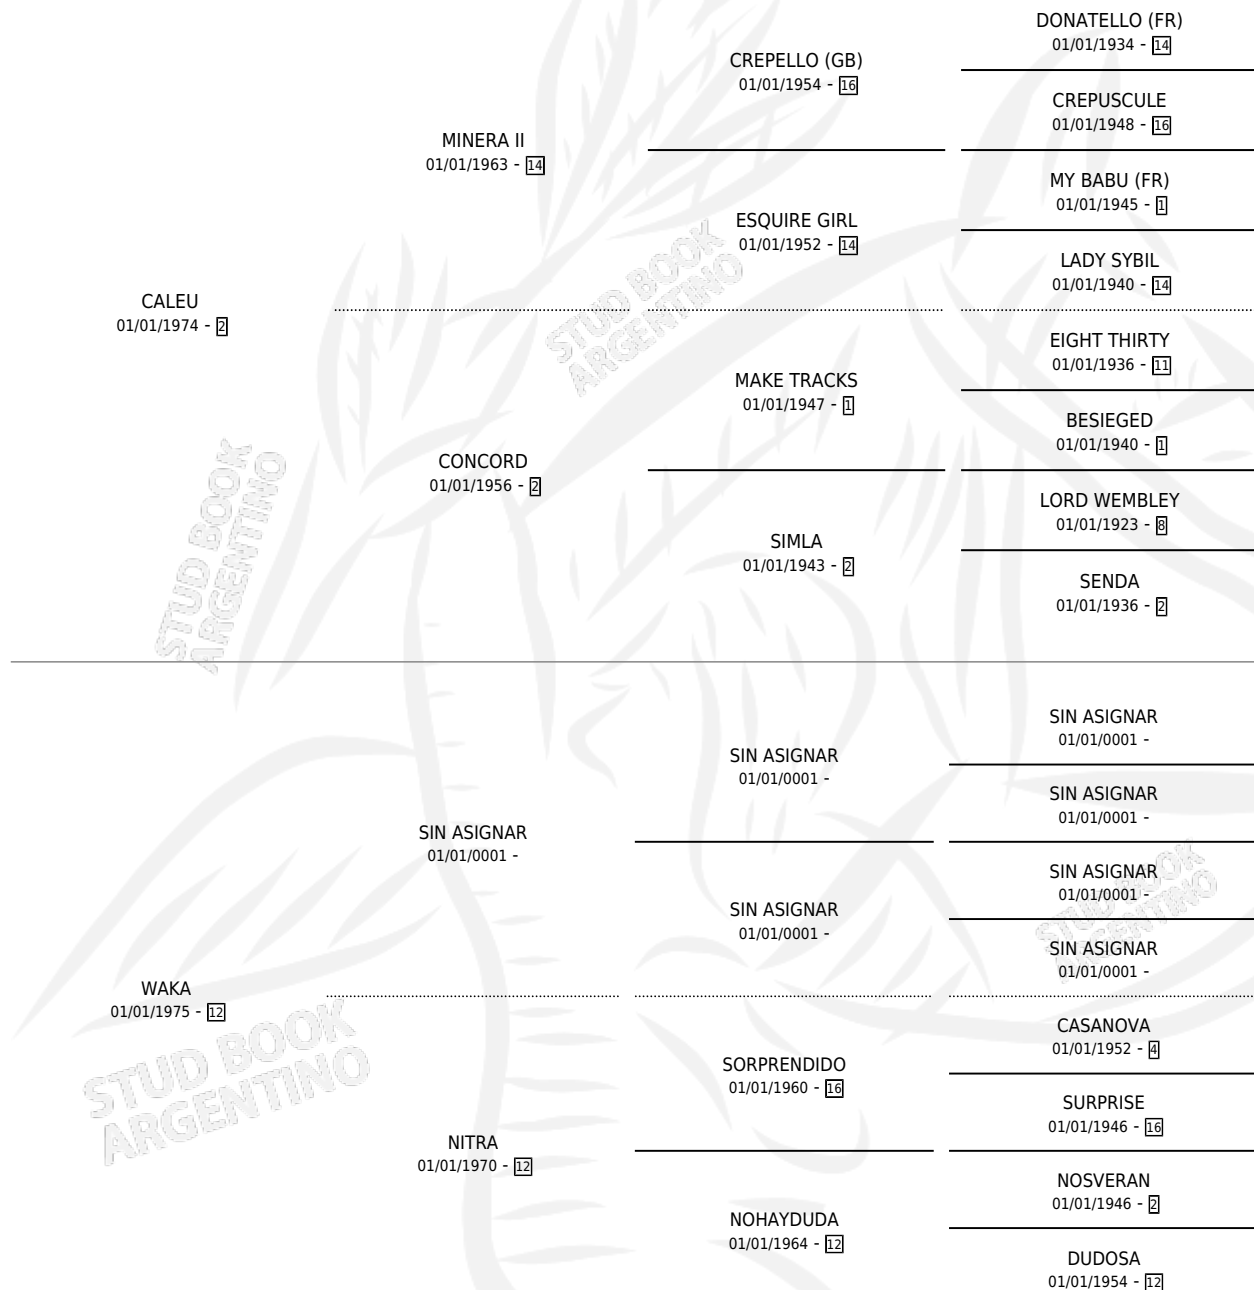 DONATELLO (FR)
01/01/1934 - 14
CREPELLO (GB)
01/01/1954 - 16
CREPUSCULE
01/01/1948 - 16
MINERA II
01/01/1963 - 14
MY BABU (FR)
01/01/1945 - 1
ESQUIRE GIRL
01/01/1952 - 14
LADY SYBIL
01/01/1940 - 14
CALEU
01/01/1974 - 2
STUD BOOK
ARGENTINO
EIGHT THIRTY
01/01/1936 - 11
MAKE TRACKS
01/01/1947 - 1
BESIEGED
01/01/1940 - 1
CONCORD
01/01/1956 - 2
LORD WEMBLEY
01/01/1923 - 8
SIMLA
01/01/1943 - 2
SENDA
01/01/1936 - 2
STUD BOOK
ARGENTINO
SIN ASIGNAR
01/01/0001 -
SIN ASIGNAR
01/01/0001 -
SIN ASIGNAR
01/01/0001 -
SIN ASIGNAR
01/01/0001 -
SIN ASIGNAR
01/01/0001 -
SIN ASIGNAR
01/01/0001 -
SIN ASIGNAR
01/01/0001 -
STUD BOOK
ARGENTINO
WAKA
01/01/1975 - 12
STUD BOOK
ARGENTINO
CASANOVA
01/01/1952 - 4
SORPRENDIDO
01/01/1960 - 16
SURPRISE
01/01/1946 - 16
NITRA
01/01/1970 - 12
NOSVERAN
01/01/1946 - 2
NOHAYDUDA
01/01/1964 - 12
DUDOSA
01/01/1954 - 12